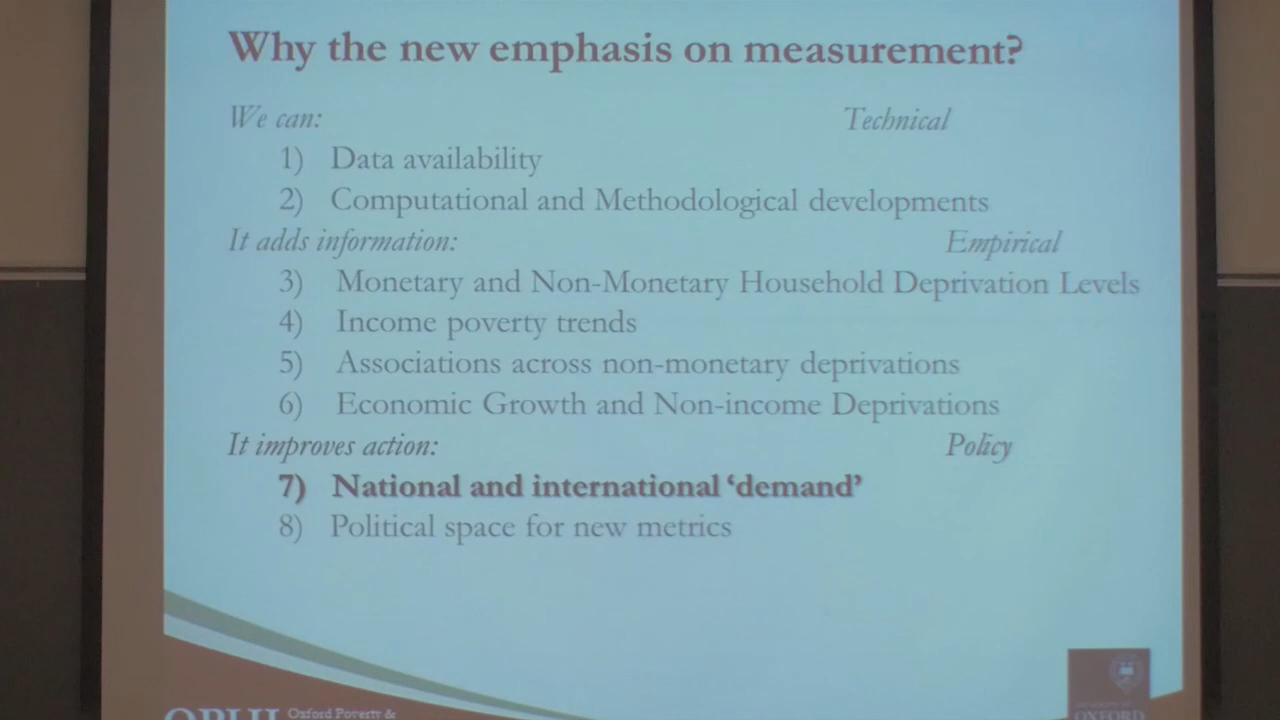 Why the new emphasis on measurement?
We can: Technical
1) Data availability
2) Computational and Methodological developments
It adds information: Empirical
3) Monetary and Non-Monetary Household Deprivation Levels
4) Income poverty trends
5) Associations across non-monetary deprivations
6) Economic Growth and Non-income Deprivations
It improves action: Policy
7) National and international ‘demand’
8) Political space for new metrics
OPHI Oxford Poverty &
UNIVERSITY OF
OXFORD